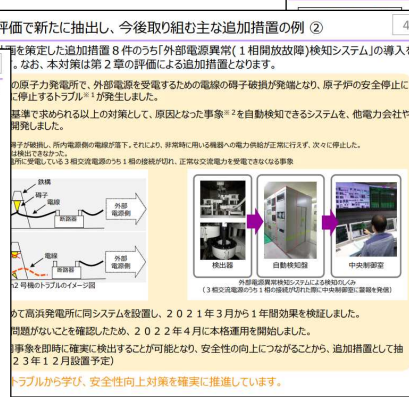 評価で新たに抽出し、今後取り組む主な追加措置の例 ②
4
画を策定した追加措置８件のうち「外部電源異常(１相開放故障)検知システム」の導入を
。なお、本対策は第２章の評価による追加措置となります。
の原子力発電所で、外部電源を受電するための電線の碍子破損が発端となり、原子炉の安全停止に
に停止するトラブル※１が発生しました。
基準で求められる以上の対策として、原因となった事象※２を自動検知できるシステムを、他電力会社や
開発しました。
碍子が破損し、所内電源側の電線が落下。それにより、非常時に用いる機器への電力供給が正常に行えず、次々に停止した。
は検出できなかった。
所に受電している３相交流電源のうち１相の接続が切れ、正常な交流電力を受電できなくなる事象
鉄構
碍子
電線
断路器
外部
電源側
電線
断路器
外部
電源側
n２号機のトラブルのイメージ図
検出器
自動検知盤
中央制御室
外部電源異常検知システムによる検知のしくみ
(３相交流電源のうち１相の接続が切れた際に中央制御室に警報を発信)
めて高浜発電所に同システムを設置し、２０２１年３月から１年間効果を検証しました。
問題がないことを確認したため、２０２２年４月に本格運用を開始しました。
事象を即時に確実に検出することが可能となり、安全性の向上につながることから、追加措置として抽
２３年１２月設置予定)
トラブルから学び、安全性向上対策を確実に推進しています。